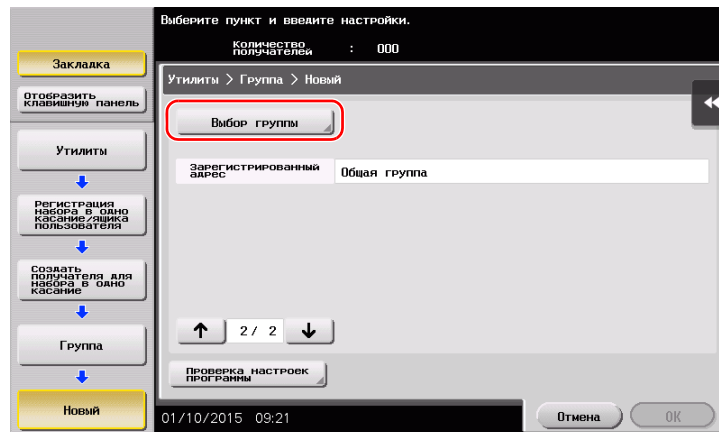 Выберите пункт и введите настройки.
Количество
получателей : 000
Закладка
Отобразить
клавишную панель
Утилиты
Регистрация
набора в одно
касание/ящика
пользователя
Создать
получателя для
набора в одно
касание
Группа
Новый
Утилиты > Группа > Новый
Выбор группы
Зарегистрированный
адрес
Общая группа
↑ 2/ 2 ↓
Проверка настроек
программы
01/10/2015 09:21
Отмена
OK